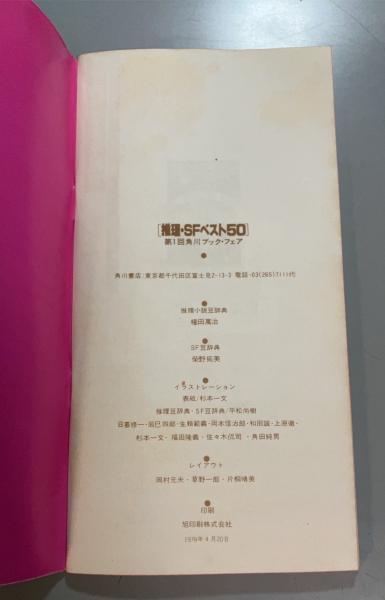 [推理・SFベスト50]
第1回角川ブック・フェア
●
角川書店/東京都千代田区富士見2-13-3 電話・03(265)7111代
●
推理小説豆辞典
権田萬治
●
SF豆辞典
柴野拓美
●
イラストレーション
表紙/杉本一文
推理豆辞典・SF豆辞典/平松尚樹
日暮修一・辰巳四郎・生頼範義・岡本信治郎・和田誠・上原徹・
杉本一文・福田隆義・佐々木侃司・角田純男
●
レイアウト
岡村元夫・草野一郎・片桐晴美
●
印刷
旭印刷株式会社
1976年4月20日